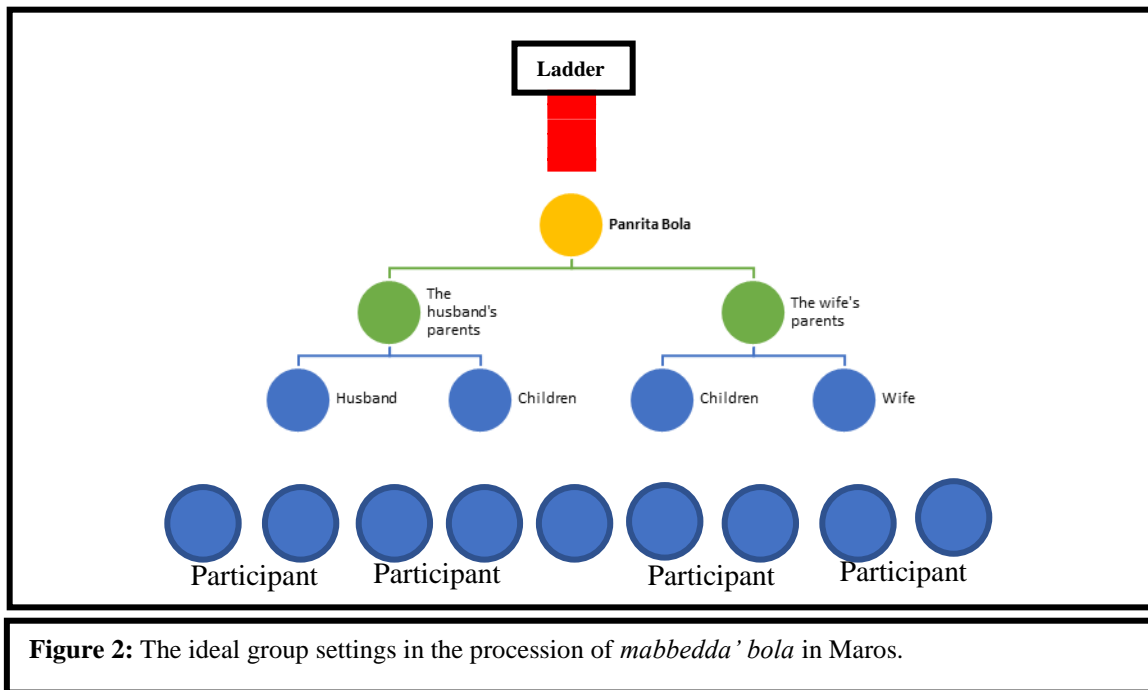 Ladder
Panrita Bola
The
husband's
parents
The wife's
parents
Husband
Children
Children
Wife
Participant
Participant
Participant
Participant
Figure 2: The ideal group settings in the procession of mabbedda’ bola in Maros.